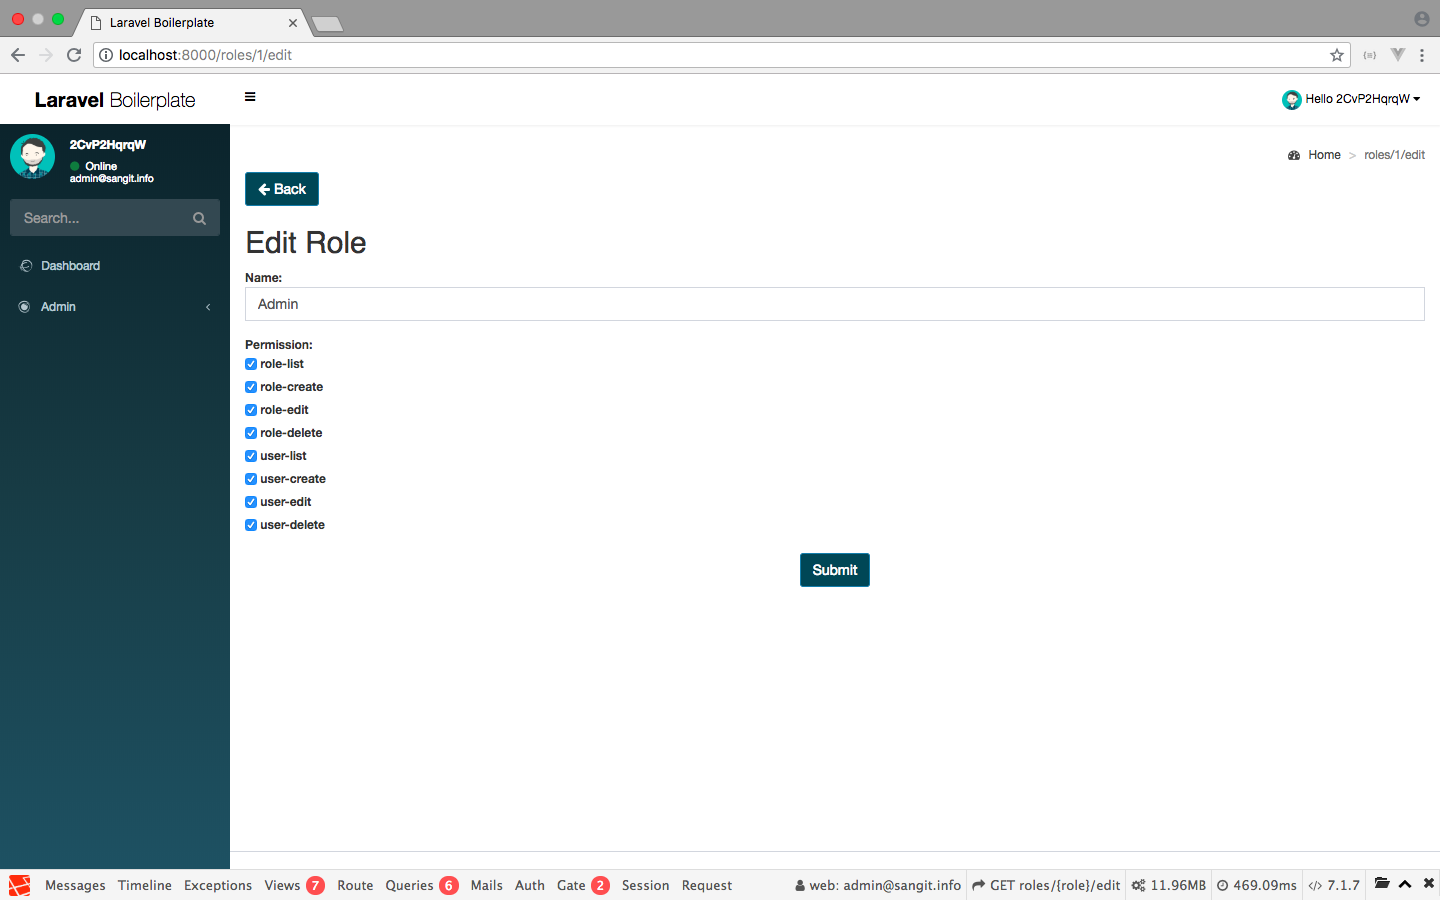 Laravel Boilerplate
localhost:8000/roles/1/edit
Laravel Boilerplate
Hello 2CvP2HqrqW
2CvP2HqrqW
Online
admin@sangit.info
Search...
Dashboard
Admin
Home > roles/1/edit
Back
Edit Role
Name:
Admin
Permission:
role-list
role-create
role-edit
role-delete
user-list
user-create
user-edit
user-delete
Submit
Messages Timeline Exceptions Views 7 Route Queries 6 Mails Auth Gate 2 Session Request web: admin@sangit.info GET roles/{role}/edit 11.96MB 469.09ms 7.1.7